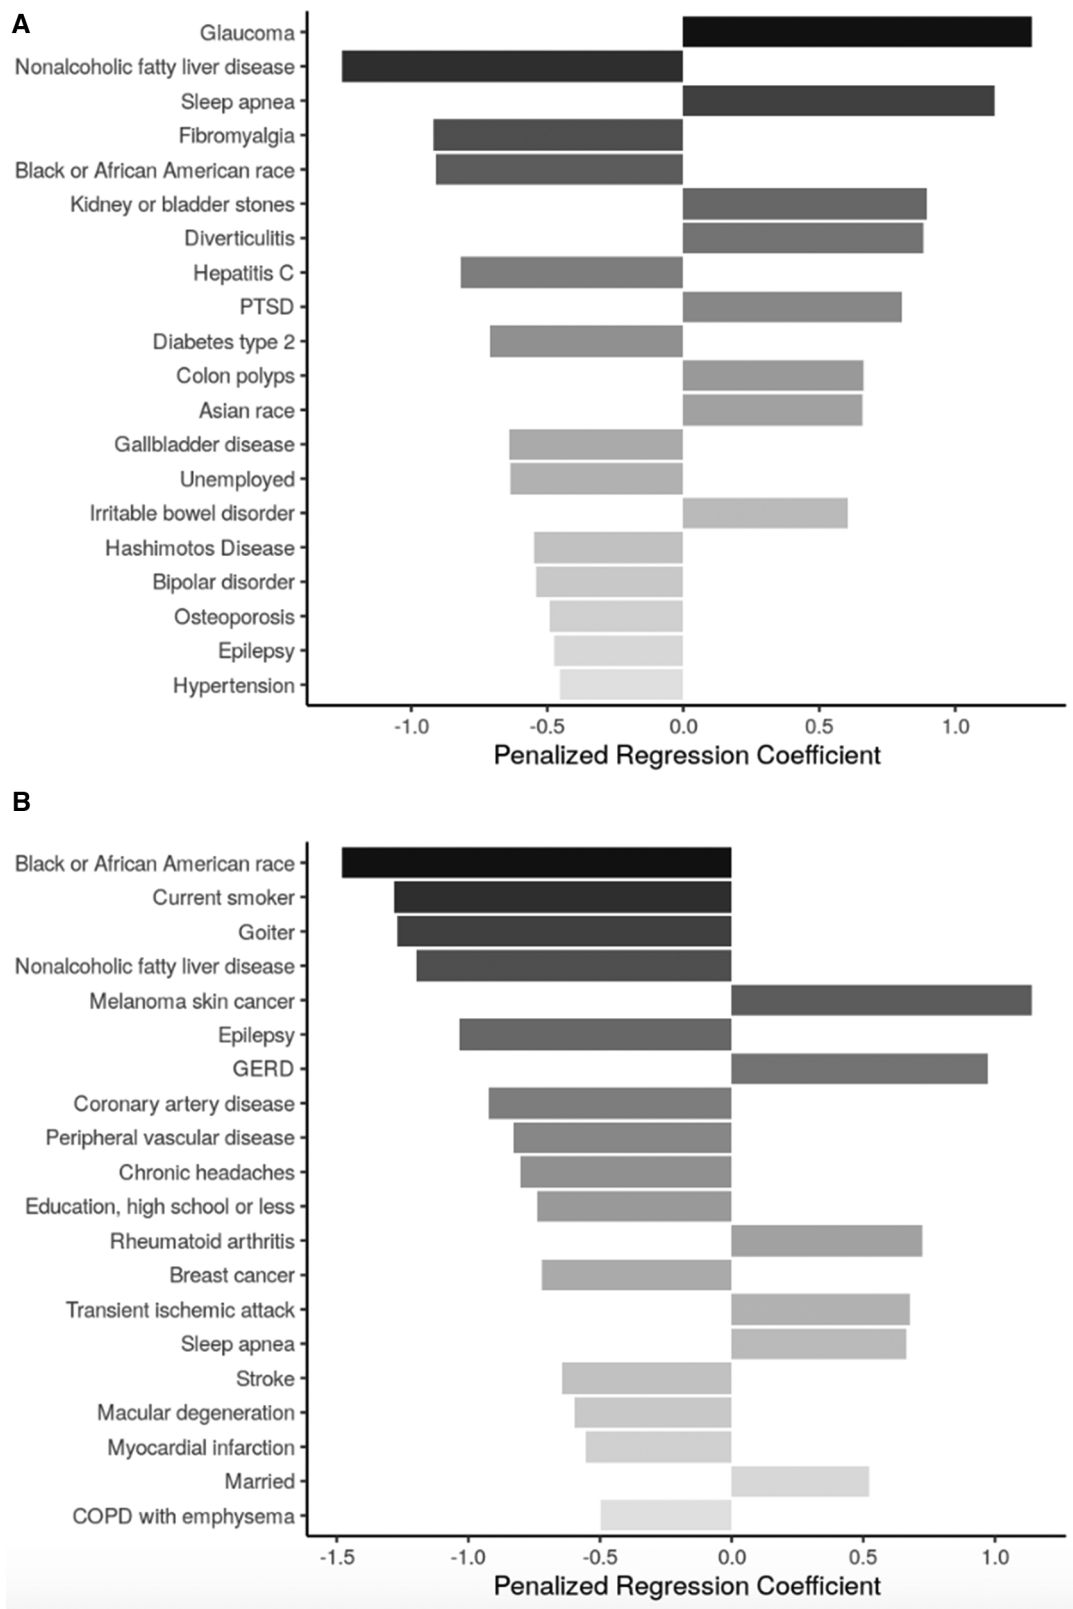 A
Glaucoma
Nonalcoholic fatty liver disease
Sleep apnea
Fibromyalgia
Black or African American race
Kidney or bladder stones
Diverticulitis
Hepatitis C
PTSD
Diabetes type 2
Colon polyps
Asian race
Gallbladder disease
Unemployed
Irritable bowel disorder
Hashimotos Disease
Bipolar disorder
Osteoporosis
Epilepsy
Hypertension
-1.0 -0.5 0.0 0.5 1.0
Penalized Regression Coefficient
B
Black or African American race
Current smoker
Goiter
Nonalcoholic fatty liver disease
Melanoma skin cancer
Epilepsy
GERD
Coronary artery disease
Peripheral vascular disease
Chronic headaches
Education, high school or less
Rheumatoid arthritis
Breast cancer
Transient ischemic attack
Sleep apnea
Stroke
Macular degeneration
Myocardial infarction
Married
COPD with emphysema
-1.5 -1.0 -0.5 0.0 0.5 1.0
Penalized Regression Coefficient